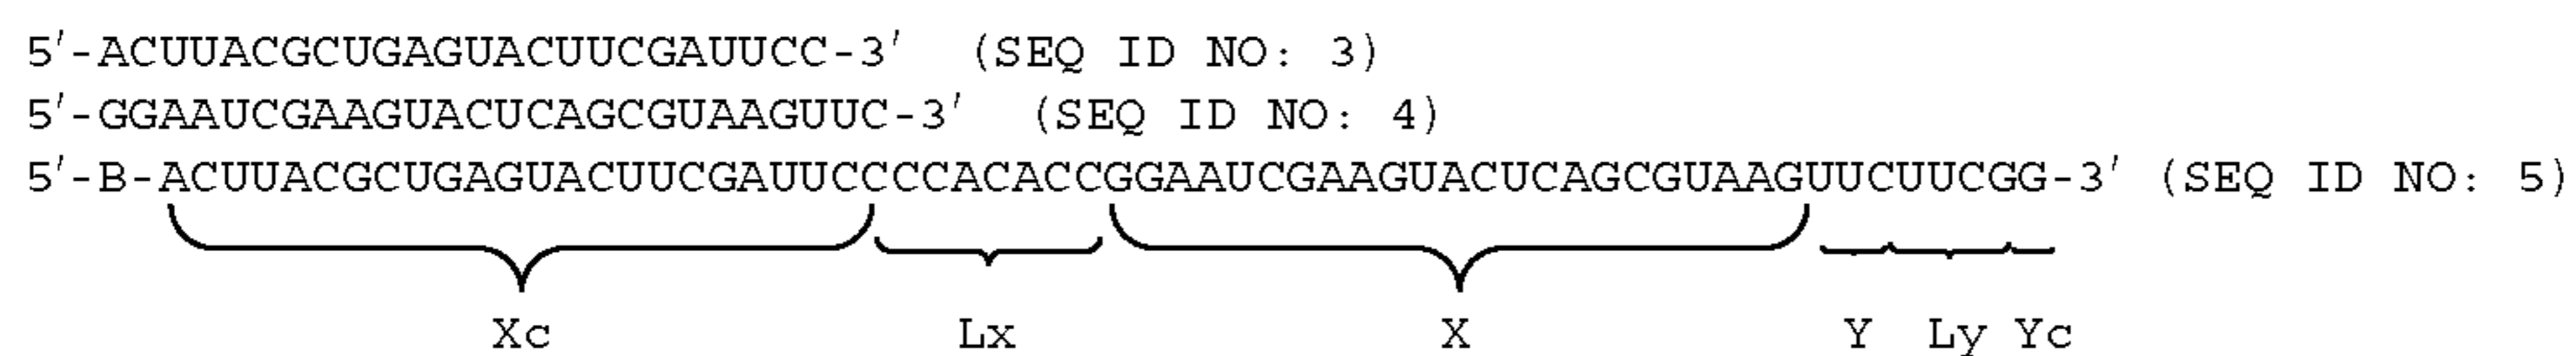 5′-ACUUACGCUGAGUACUUCGAUUCC-3′ (SEQ ID NO: 3)
5′-GGAAUCGAAGUACUCAGCGUAAGUUC-3′ (SEQ ID NO: 4)
5′-B-ACUUACGCUGAGUACUUCGAUUCCCCCACACCGGAAUCGAAGUACUCAGCGUAAGUUCUUCGG-3′ (SEQ ID NO: 5)
Xc Lx X Y Ly Yc